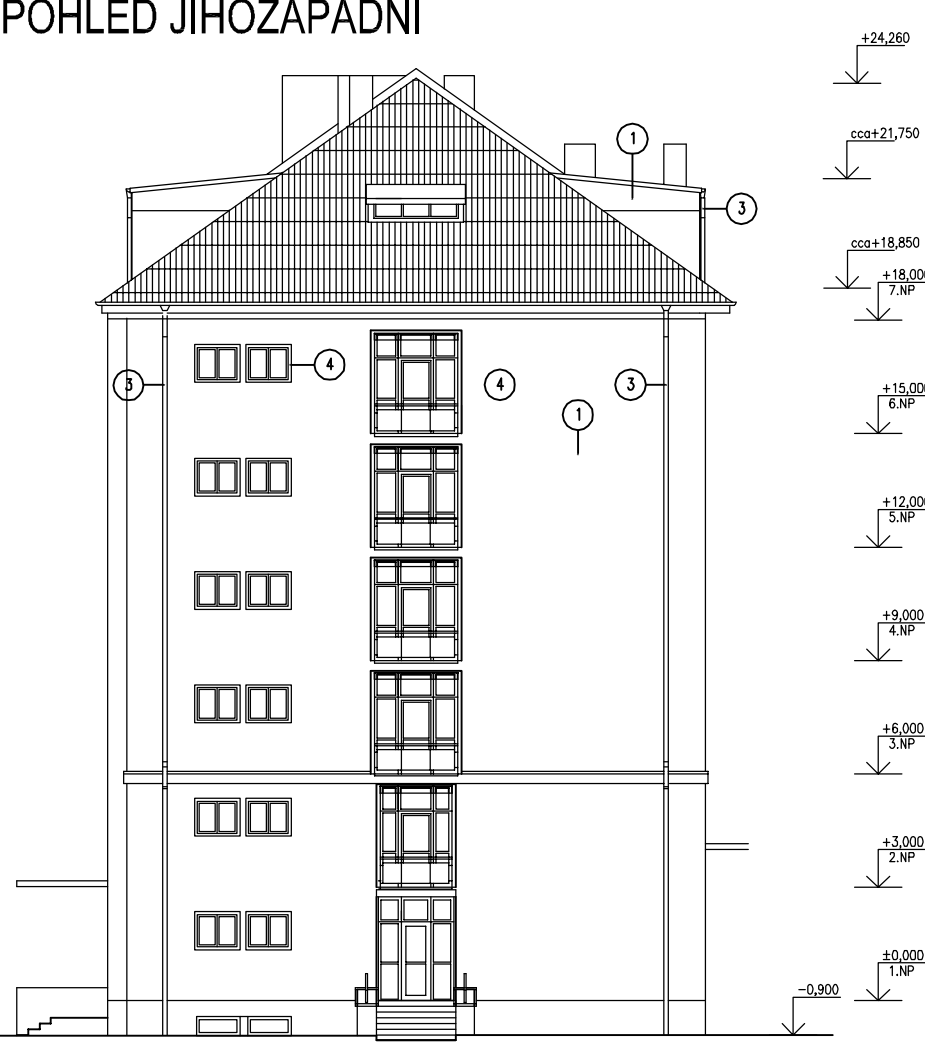 POHLED JIHOZÁPADNÍ
+24,260
cca+21,750
1
3
cca+18,850
+18,000
7.NP
4
3
4
3
+15,000
6.NP
1
+12,000
5.NP
+9,000
4.NP
+6,000
3.NP
+3,000
2.NP
±0,000
1.NP
-0,900